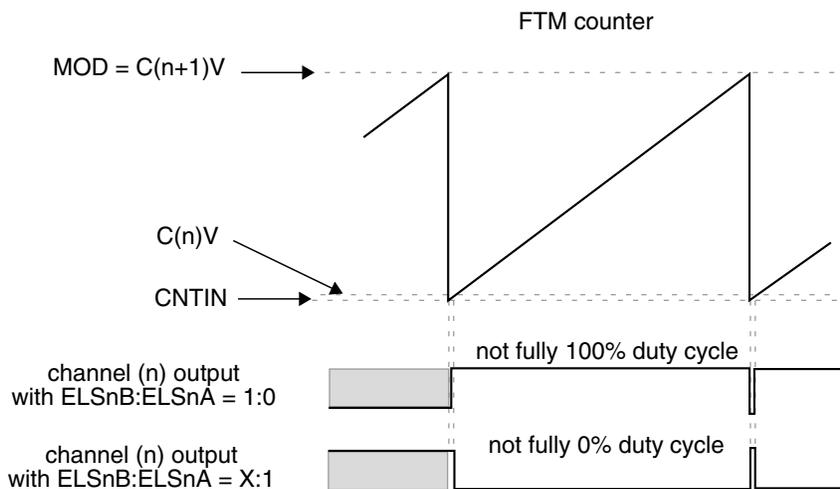 FTM counter
MOD = C(n+1)V
C(n)V
CNTIN
not fully 100% duty cycle
channel (n) output
with ELSnB:ELSnA = 1:0
not fully 0% duty cycle
channel (n) output
with ELSnB:ELSnA = X:1